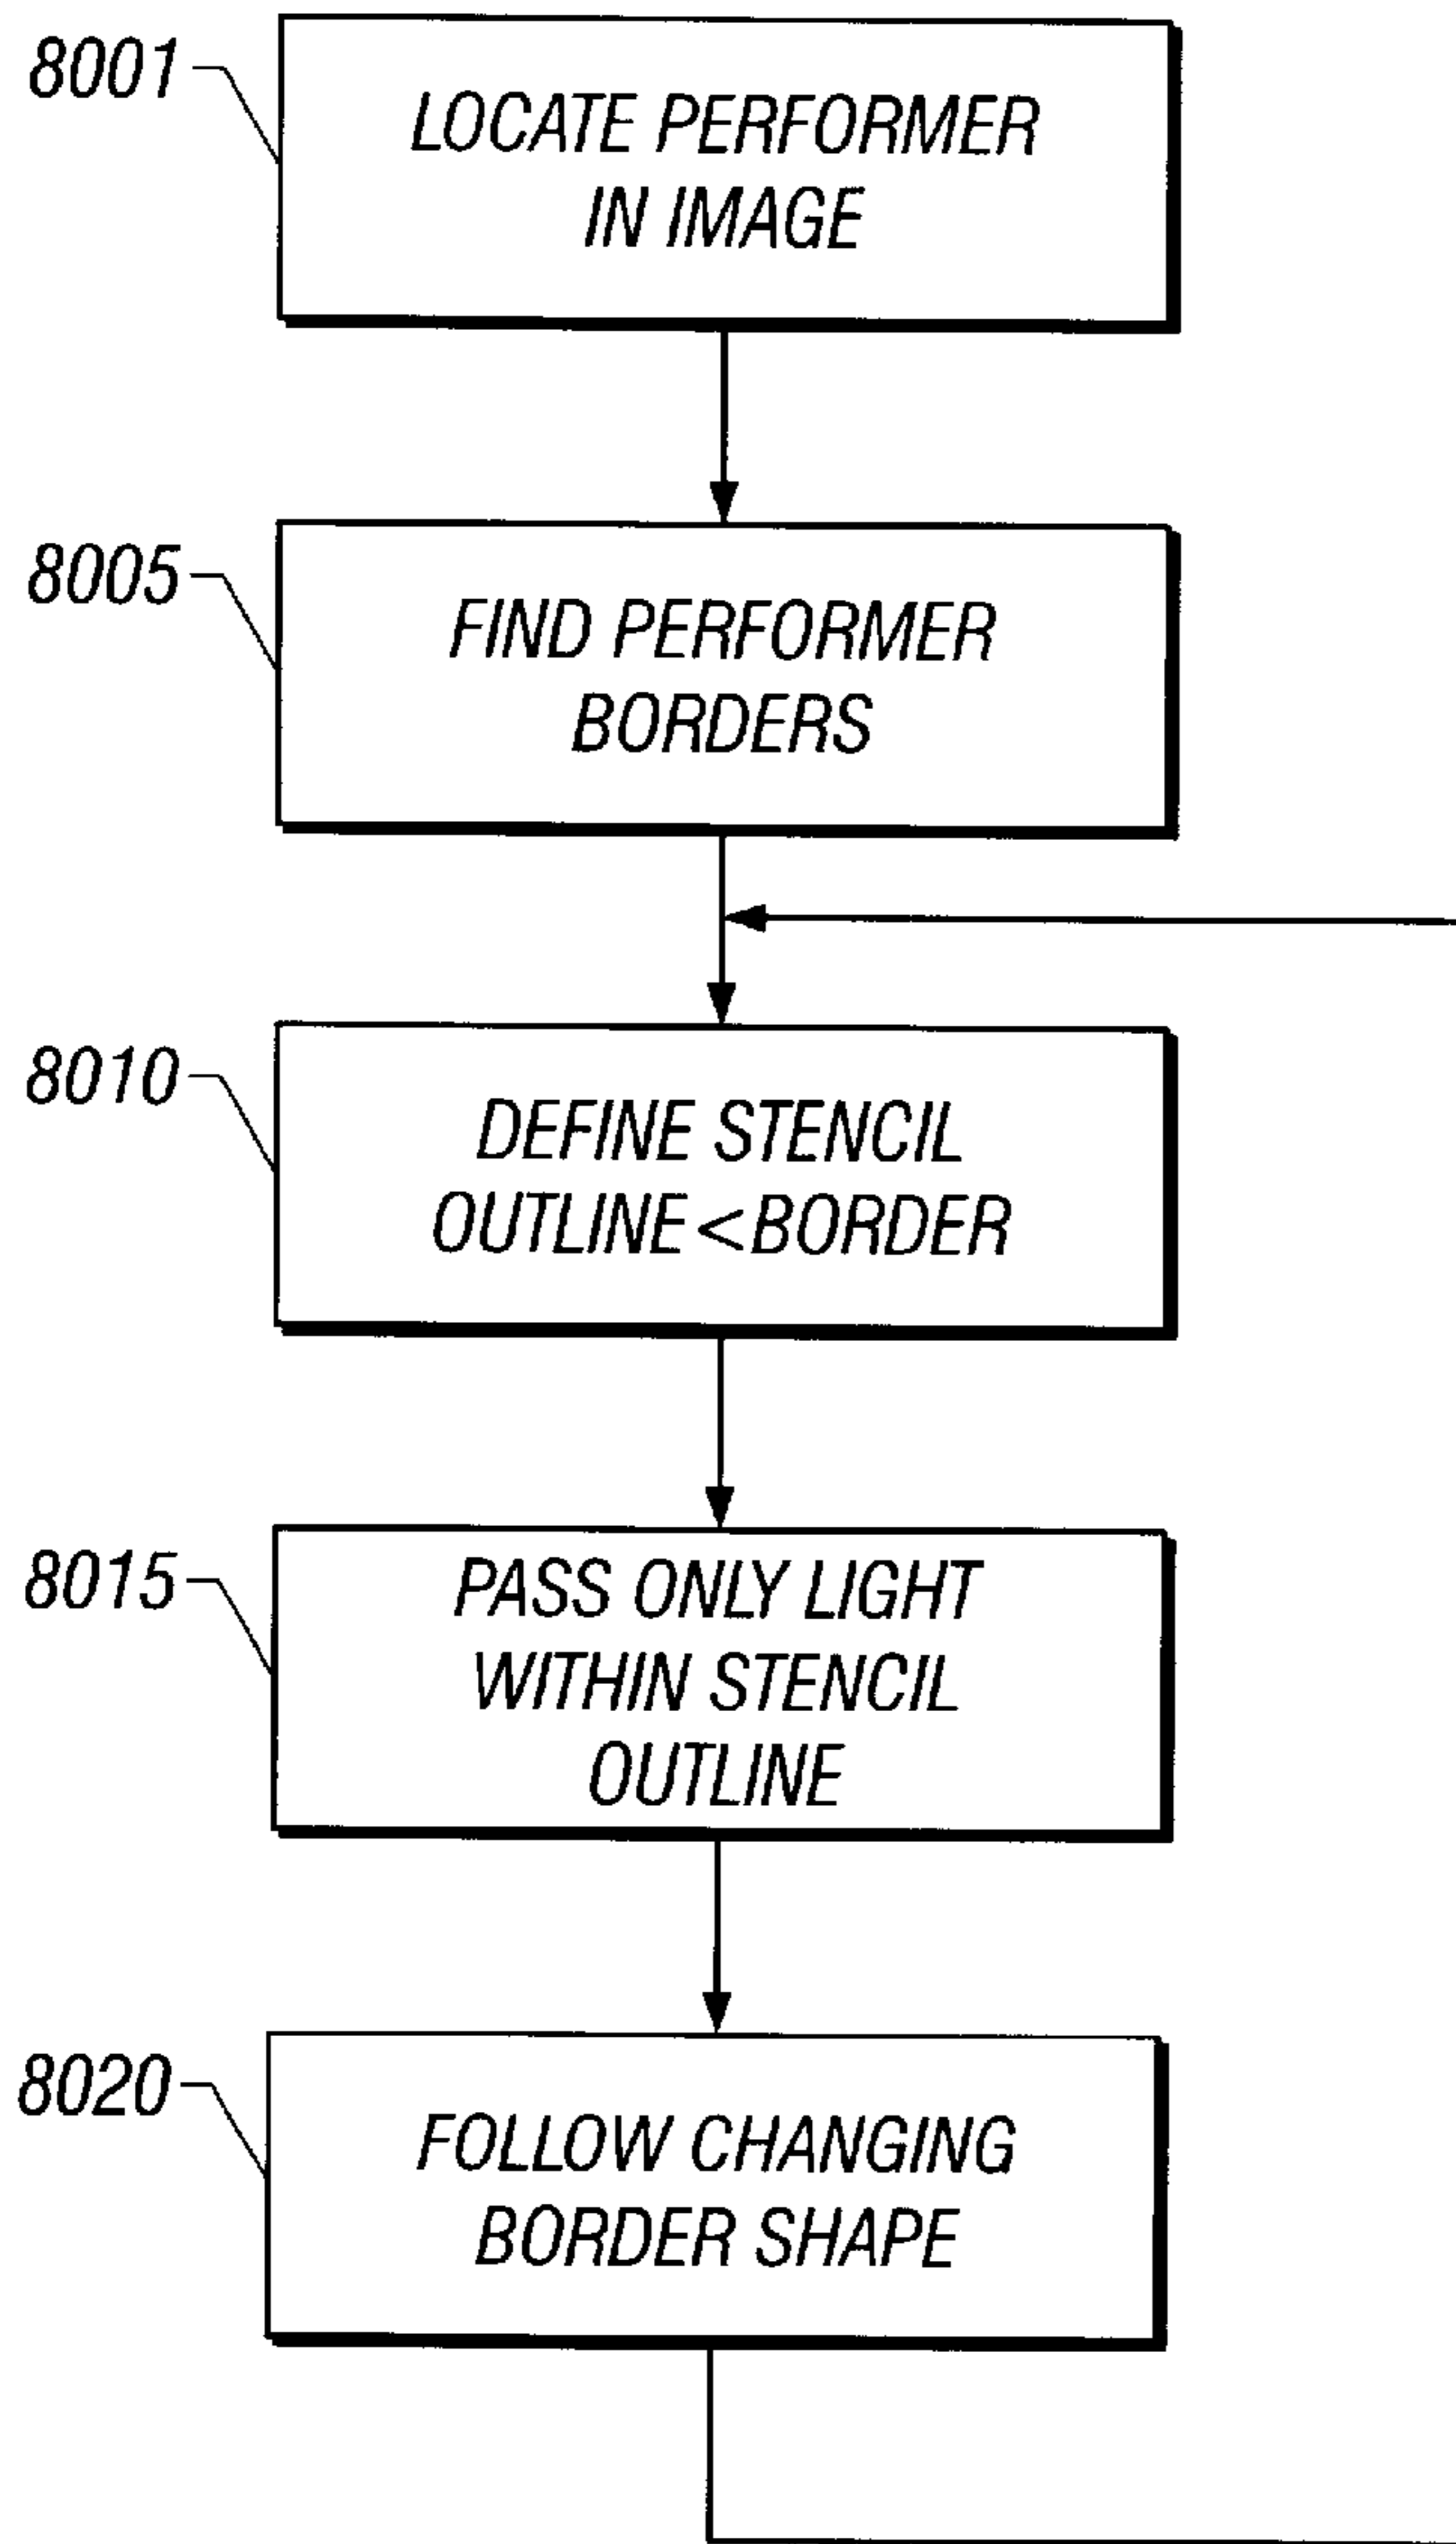 8001
LOCATE PERFORMER
IN IMAGE
8005
FIND PERFORMER
BORDERS
8010
DEFINE STENCIL
OUTLINE<BORDER
8015
PASS ONLY LIGHT
WITHIN STENCIL
OUTLINE
8020
FOLLOW CHANGING
BORDER SHAPE